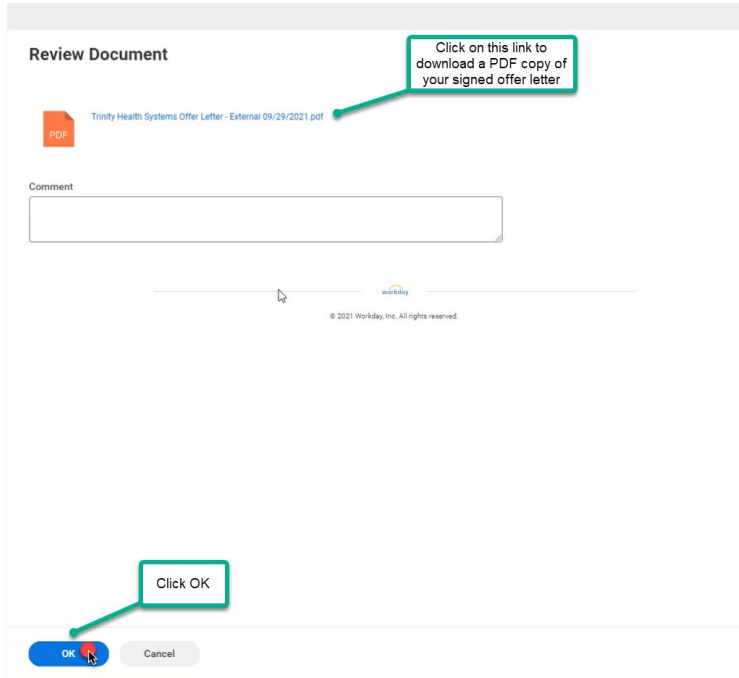 Review Document
Click on this link to
download a PDF copy of
your signed offer letter
PDF
Trinity Health Systems Offer Letter - External 09/29/2021.pdf
Comment
workday
© 2021 Workday, Inc. All rights reserved.
Click OK
OK
Cancel